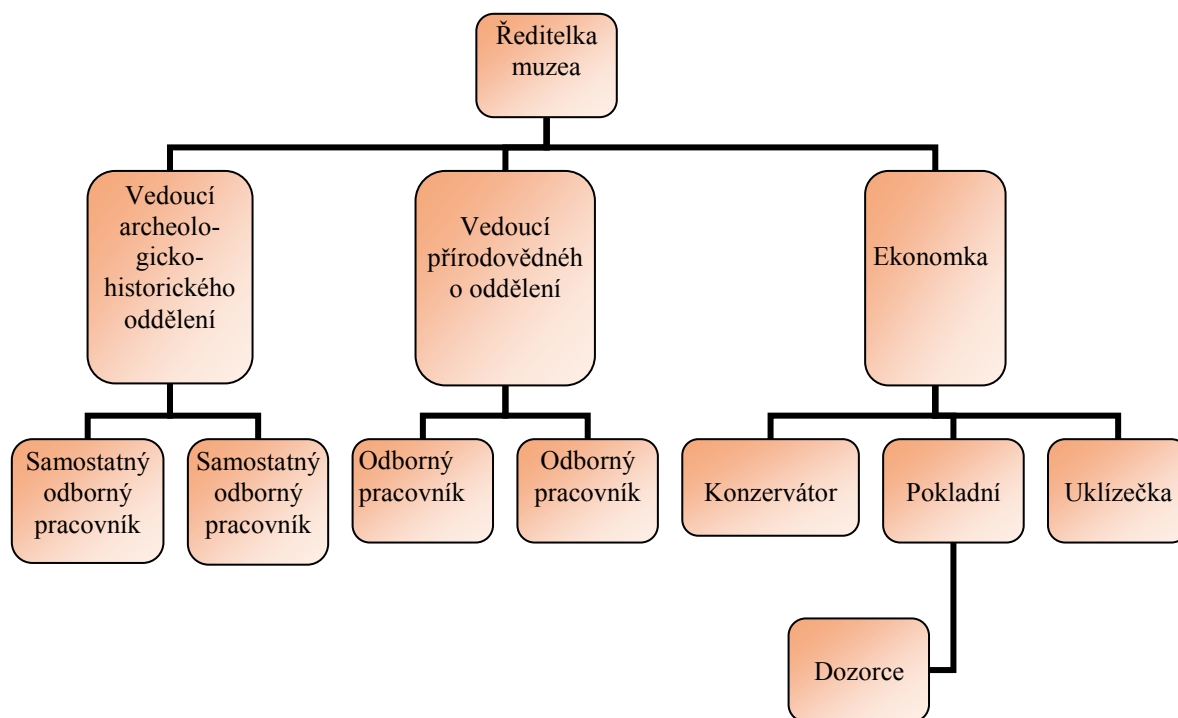 Ředitelka
muzea
Vedoucí
archeolo-
gicko-
historického
oddělení
Vedoucí
přírodovědnéh
o oddělení
Ekonomka
Samostatný
odborný
pracovník
Samostatný
odborný
pracovník
Odborný
pracovník
Odborný
pracovník
Konzervátor
Pokladní
Uklízečka
Dozorce